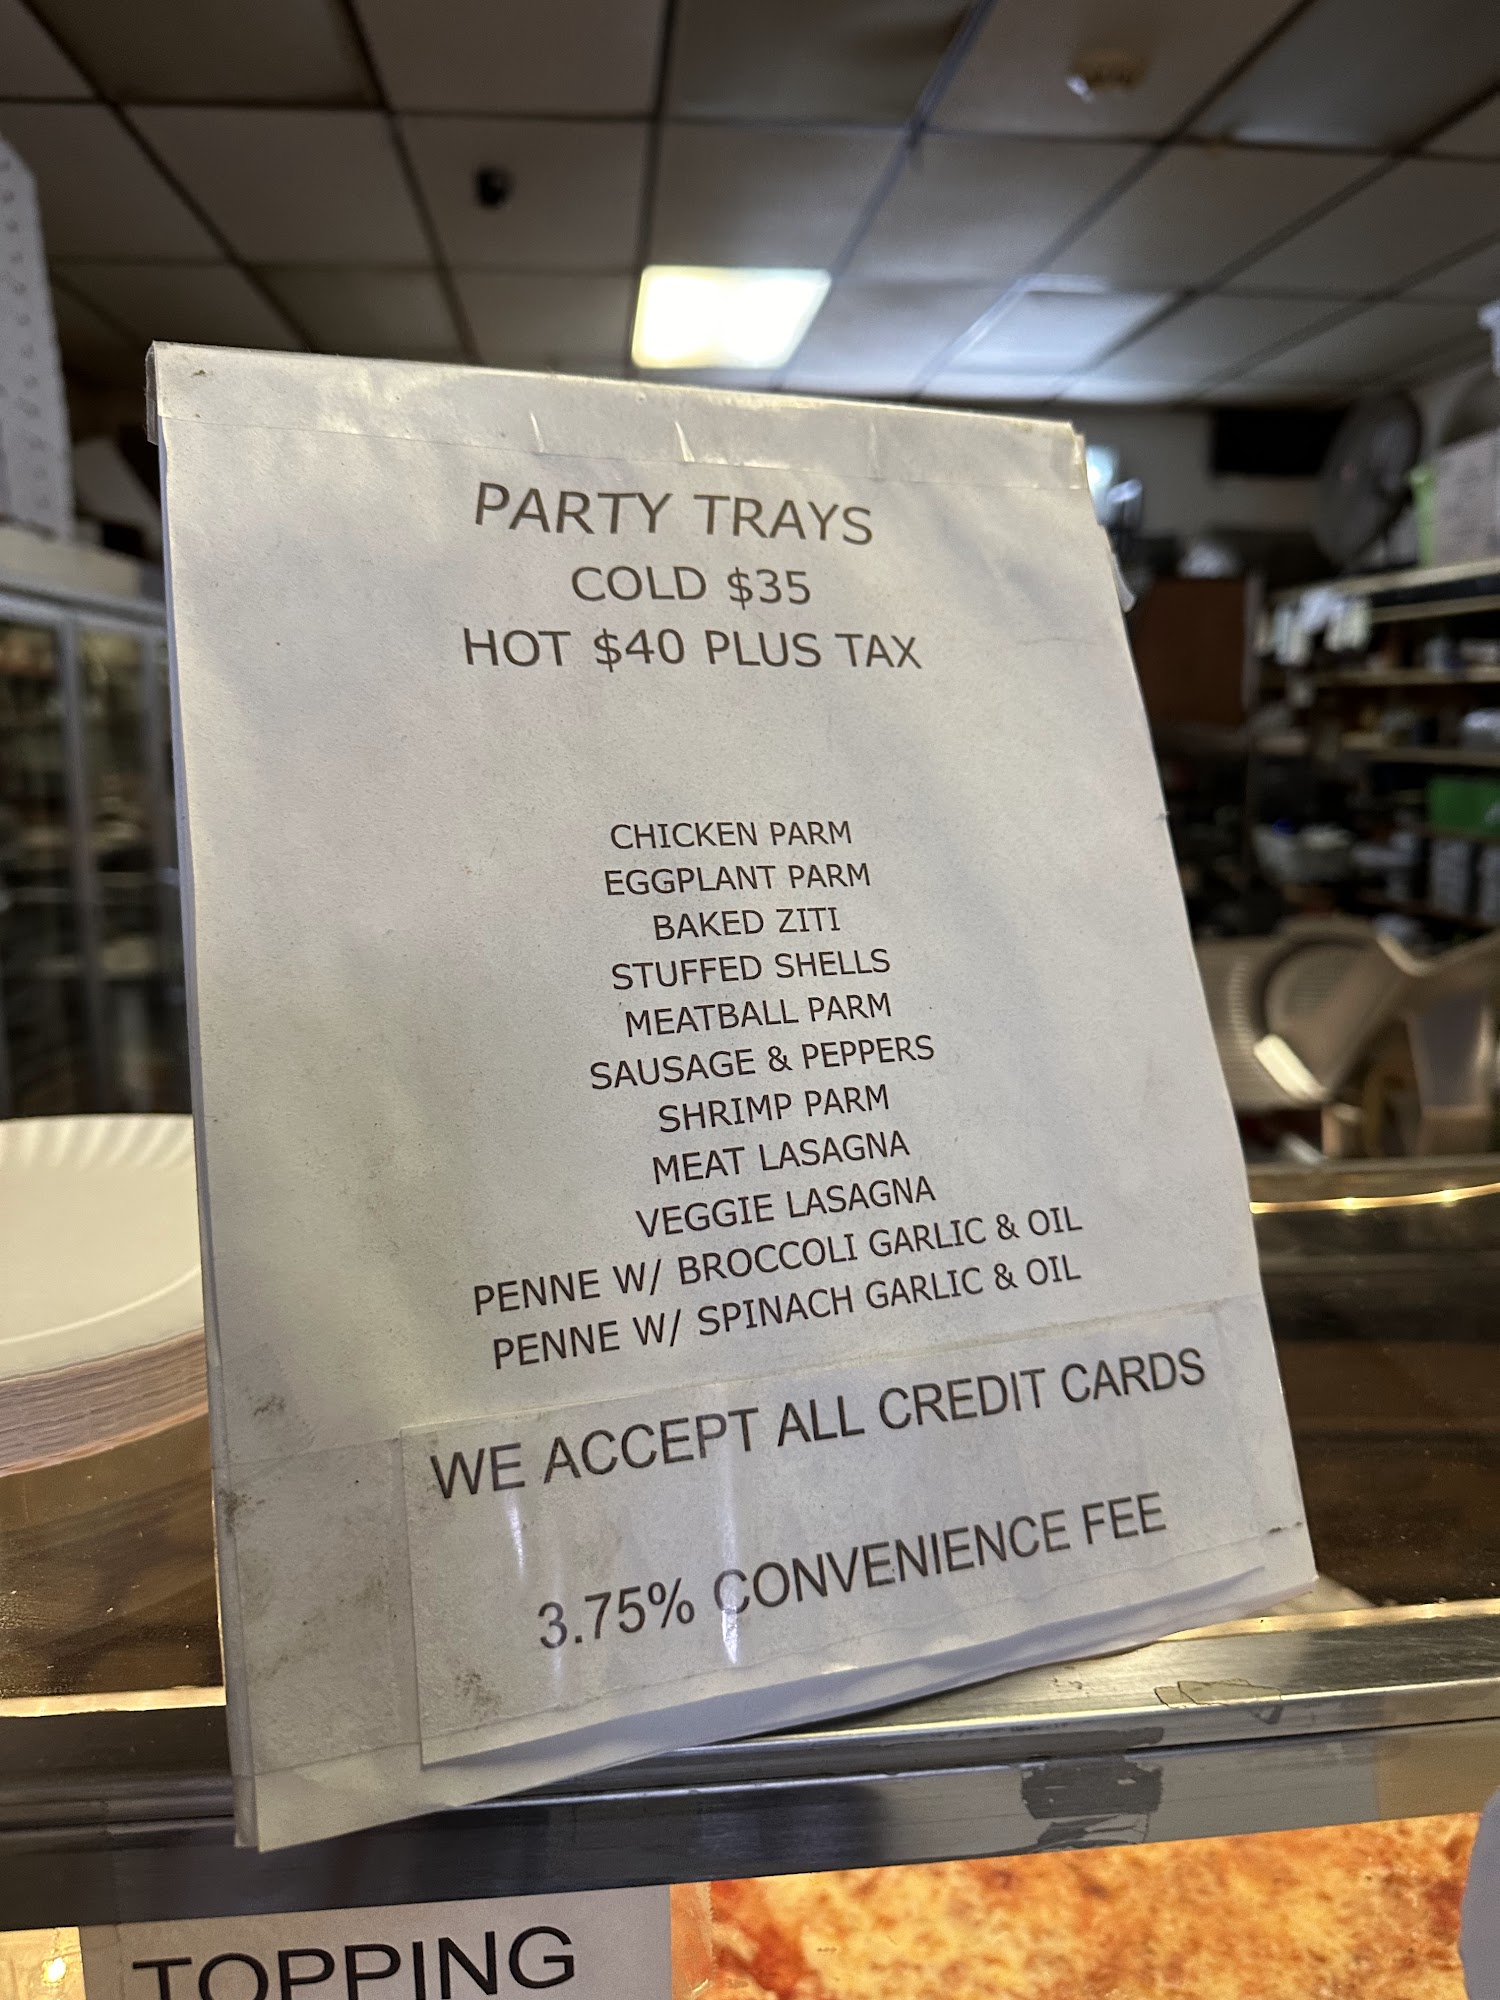 PARTY TRAYS
COLD $35
HOT $40 PLUS TAX
CHICKEN PARM
EGGPLANT PARM
BAKED ZITI
STUFFED SHELLS
MEATBALL PARM
SAUSAGE & PEPPERS
SHRIMP PARM
MEAT LASAGNA
VEGGIE LASAGNA
PENNE W/ BROCCOLI GARLIC & OIL
PENNE W/ SPINACH GARLIC & OIL
WE ACCEPT ALL CREDIT CARDS
3.75% CONVENIENCE FEE
TOPPING